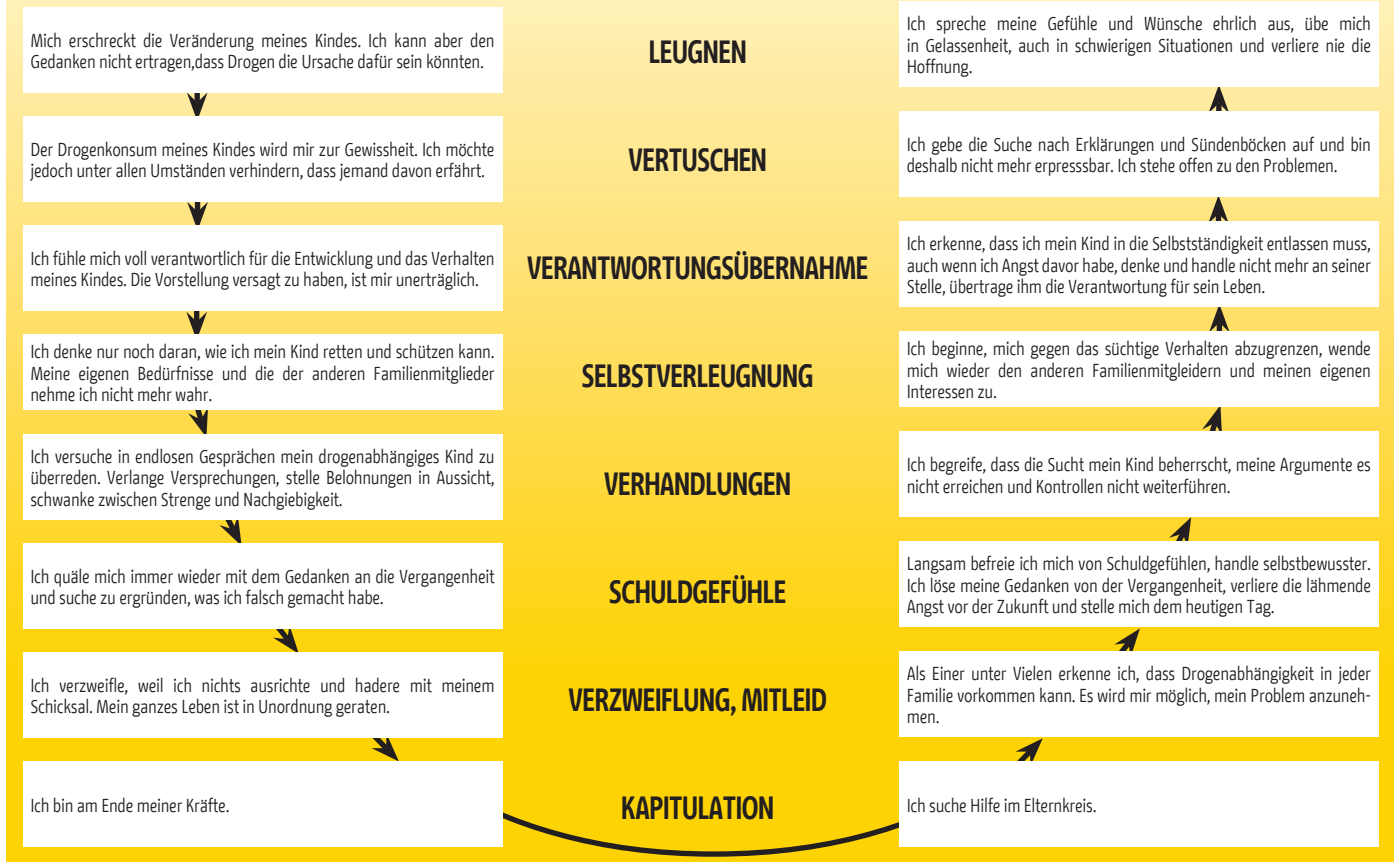 Mich erschreckt die Veränderung meines Kindes. Ich kann aber den
Gedanken nicht ertragen,dass Drogen die Ursache dafür sein könnten.
LEUGNEN
Ich spreche meine Gefühle und Wünsche ehrlich aus, übe mich
in Gelassenheit, auch in schwierigen Situationen und verliere nie die
Hoffnung.
Der Drogenkonsum meines Kindes wird mir zur Gewissheit. Ich möchte
jedoch unter allen Umständen verhindern, dass jemand davon erfährt.
VERTUSCHEN
Ich gebe die Suche nach Erklärungen und Sündenböcken auf und bin
deshalb nicht mehr erpresssbar. Ich stehe offen zu den Problemen.
Ich fühle mich voll verantwortlich für die Entwicklung und das Verhalten
meines Kindes. Die Vorstellung versagt zu haben, ist mir unerträglich.
VERANTWORTUNGSÜBERNAHME
Ich erkenne, dass ich mein Kind in die Selbstständigkeit entlassen muss,
auch wenn ich Angst davor habe, denke und handle nicht mehr an seiner
Stelle, übertrage ihm die Verantwortung für sein Leben.
Ich denke nur noch daran, wie ich mein Kind retten und schützen kann.
Meine eigenen Bedürfnisse und die der anderen Familienmitglieder
nehme ich nicht mehr wahr.
SELBSTVERLEUGNUNG
Ich beginne, mich gegen das süchtige Verhalten abzugrenzen, wende
mich wieder den anderen Familienmitgleidern und meinen eigenen
Interessen zu.
Ich versuche in endlosen Gesprächen mein drogenabhängiges Kind zu
überreden. Verlange Versprechungen, stelle Belohnungen in Aussicht,
schwanke zwischen Strenge und Nachgiebigkeit.
VERHANDLUNGEN
Ich begreife, dass die Sucht mein Kind beherrscht, meine Argumente es
nicht erreichen und Kontrollen nicht weiterführen.
Ich quäle mich immer wieder mit dem Gedanken an die Vergangenheit
und suche zu ergründen, was ich falsch gemacht habe.
SCHULDGEFÜHLE
Langsam befreie ich mich von Schuldgefühlen, handle selbstbewusster.
Ich löse meine Gedanken von der Vergangenheit, verliere die lähmende
Angst vor der Zukunft und stelle mich dem heutigen Tag.
Ich verzweifle, weil ich nichts ausrichte und hadere mit meinem
Schicksal. Mein ganzes Leben ist in Unordnung geraten.
VERZWEIFLUNG, MITLEID
Als Einer unter Vielen erkenne ich, dass Drogenabhängigkeit in jeder
Familie vorkommen kann. Es wird mir möglich, mein Problem anzuneh-
men.
Ich bin am Ende meiner Kräfte.
KAPITULATION
Ich suche Hilfe im Elternkreis.